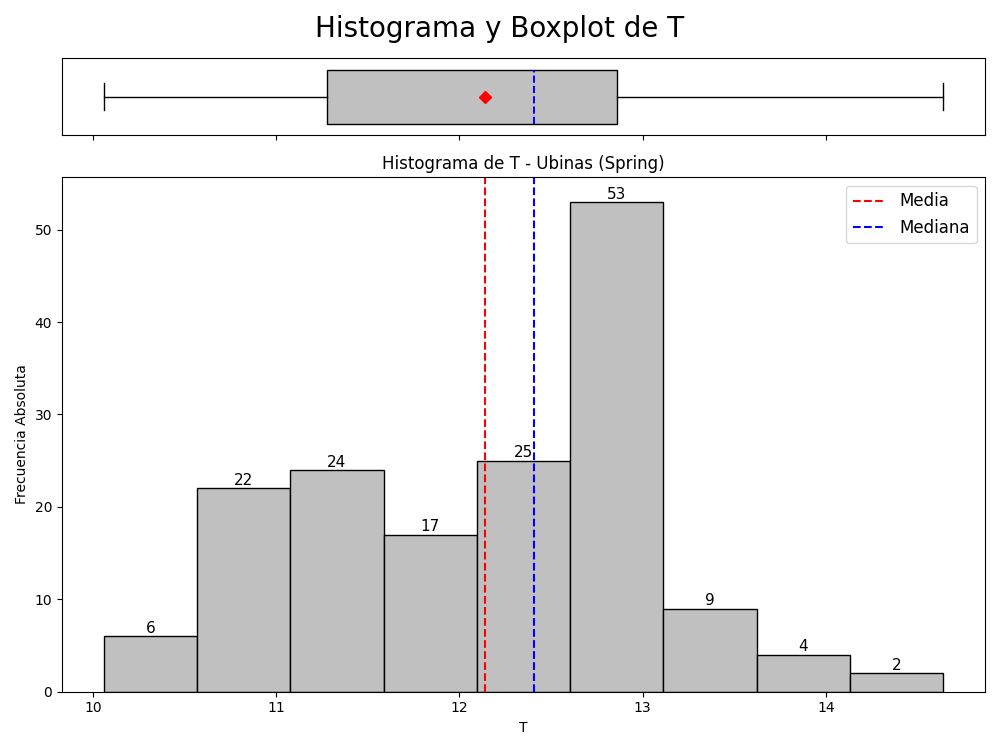 Histograma y Boxplot de T
Histograma de T - Ubinas (Spring)
Media
Mediana
Frecuencia Absoluta
50
40
30
20
10
0
6
22
24
17
25
53
9
4
2
10 11 12 13 14
T